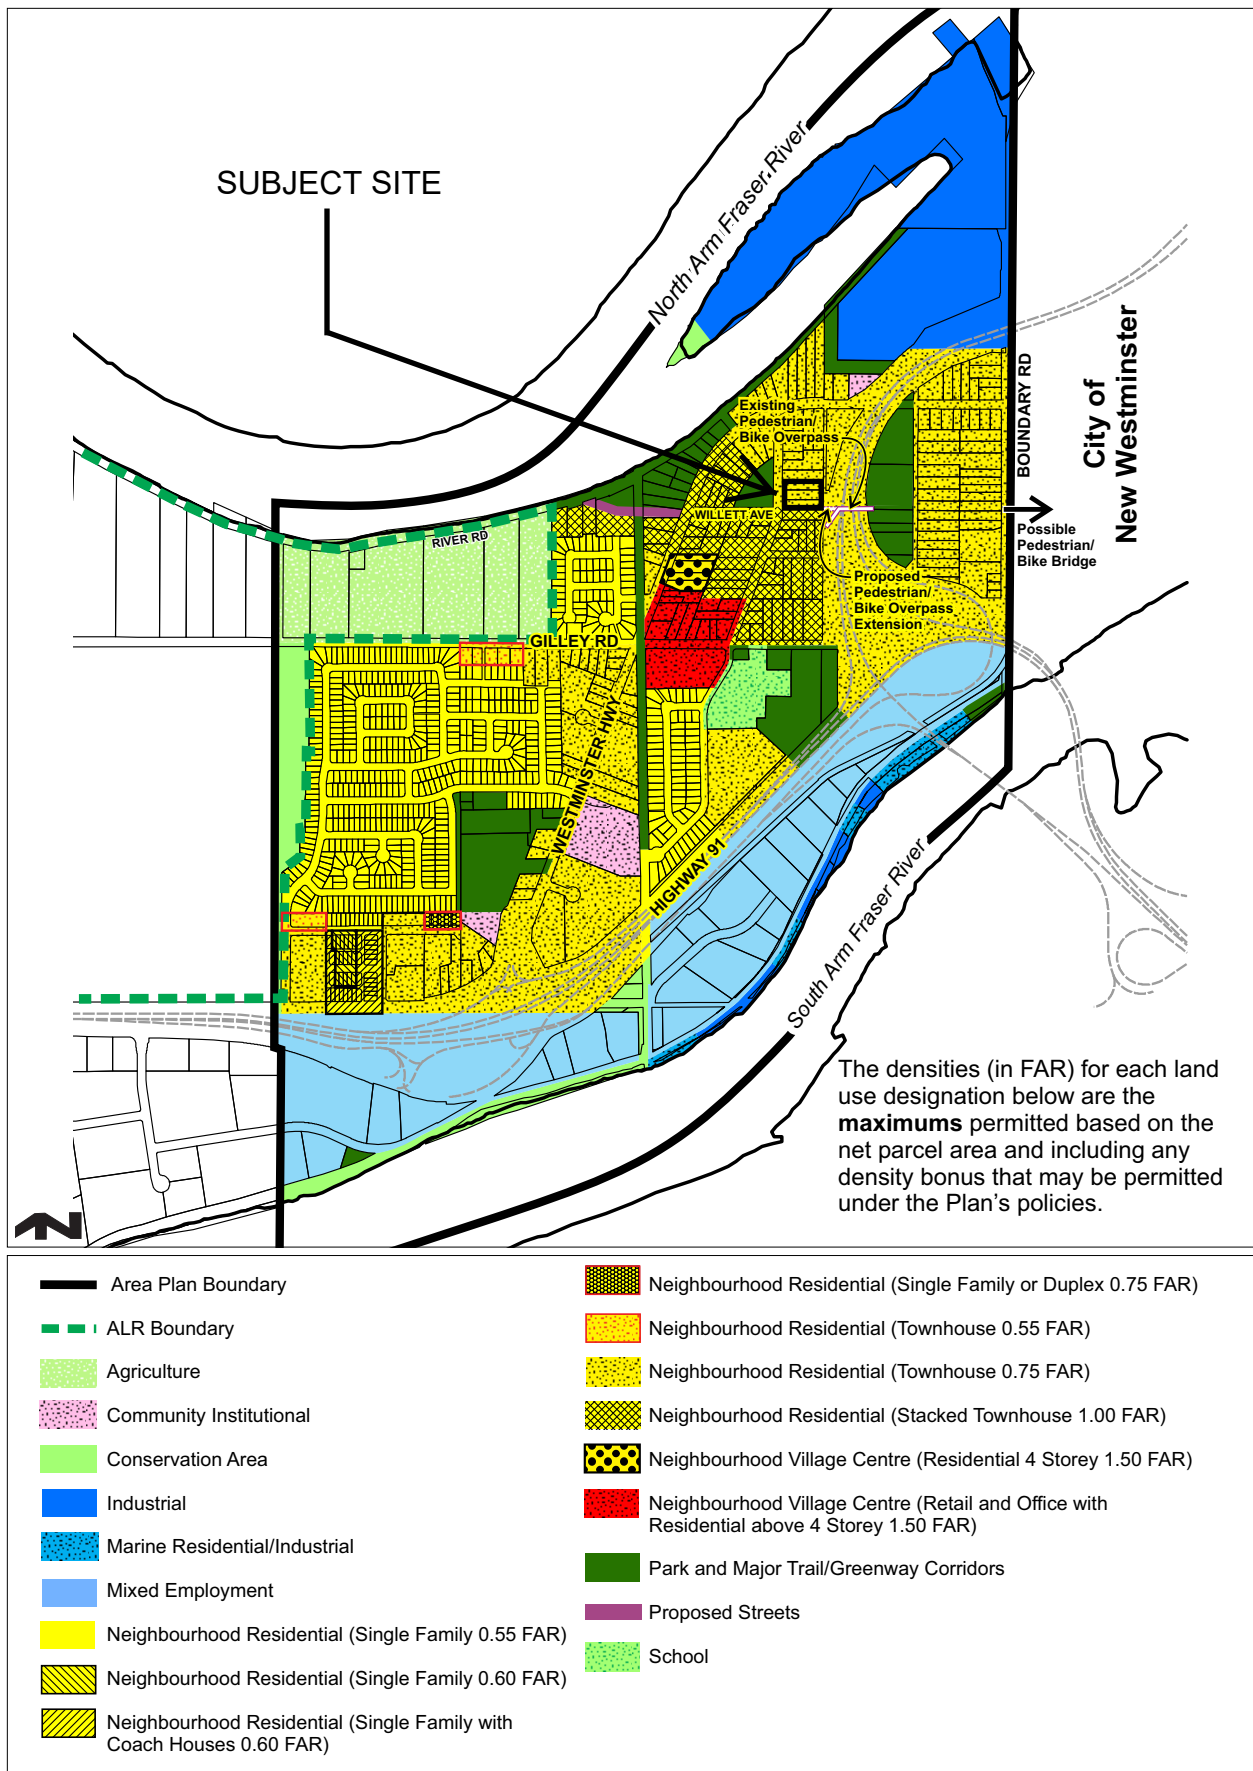 SUBJECT SITE
North Arm Fraser River
Existing
Pedestrian/
Bike Overpass
WILLETT AVE
BOUNDARY RD
City of
New Westminster
Possible
Pedestrian/
Bike Bridge
RIVER RD
Proposed
Pedestrian/
Bike Overpass
Extension
GILLEY RD
WESTMINSTER HWY
HIGHWAY 91
South Arm Fraser River
The densities (in FAR) for each land
use designation below are the
maximums permitted based on the
net parcel area and including any
density bonus that may be permitted
under the Plan’s policies.
N
Area Plan Boundary
ALR Boundary
Agriculture
Community Institutional
Conservation Area
Industrial
Marine Residential/Industrial
Mixed Employment
Neighbourhood Residential (Single Family 0.55 FAR)
Neighbourhood Residential (Single Family 0.60 FAR)
Neighbourhood Residential (Single Family with
Coach Houses 0.60 FAR)
Neighbourhood Residential (Single Family or Duplex 0.75 FAR)
Neighbourhood Residential (Townhouse 0.55 FAR)
Neighbourhood Residential (Townhouse 0.75 FAR)
Neighbourhood Residential (Stacked Townhouse 1.00 FAR)
Neighbourhood Village Centre (Residential 4 Storey 1.50 FAR)
Neighbourhood Village Centre (Retail and Office with
Residential above 4 Storey 1.50 FAR)
Park and Major Trail/Greenway Corridors
Proposed Streets
School